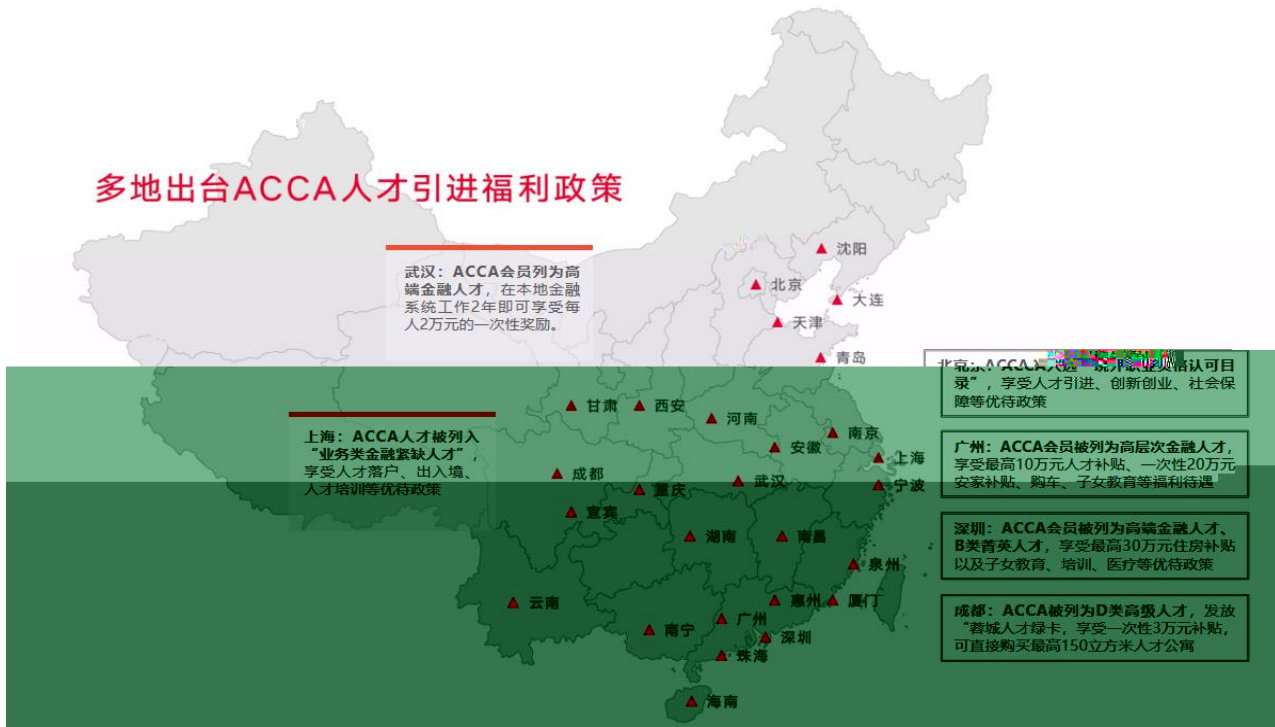 多地出台ACCA人才引进福利政策
武汉：ACCA会员列为高
端金融人才，在本地金融
系统工作2年即可享受每
人2万元的一次性奖励。
沈阳
北京
大连
天津
青岛
北京：ACCA
录”，享受人才引进、创新创业、社会保
障等优待政策
甘肃
西安
河南
南京
安徽
上海
上海：ACCA人才被列入
“业务类金融紧缺人才”，
享受人才落户、出入境、
人才培训等优待政策
广州：ACCA会员被列为高层次金融人才，
享受最高10万元人才补贴、一次性20万元
安家补贴、购车、子女教育等福利待遇
成都
重庆
武汉
宁波
宜宾
湖南
南昌
泉州
深圳：ACCA会员被列为高端金融人才、
B类菁英人才，享受最高30万元住房补贴
以及子女教育、培训、医疗等优待政策
云南
惠州
厦门
广州
南宁
深圳
珠海
海南
成都：ACCA被列为D类高级人才，发放
“蓉城人才绿卡，享受一次性3万元补贴，
可直接购买最高150立方米人才公寓